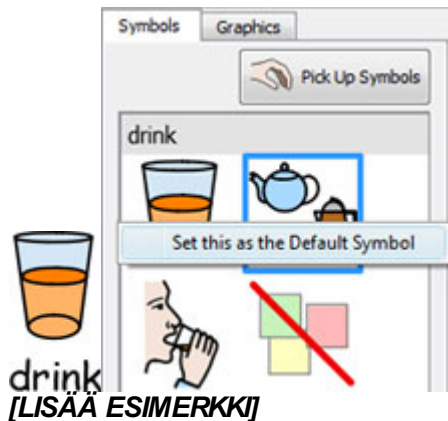 Symbols Graphics
Pick Up Symbols
drink
Set this as the Default Symbol
drink
[LISÄÄ ESIMERKKI]